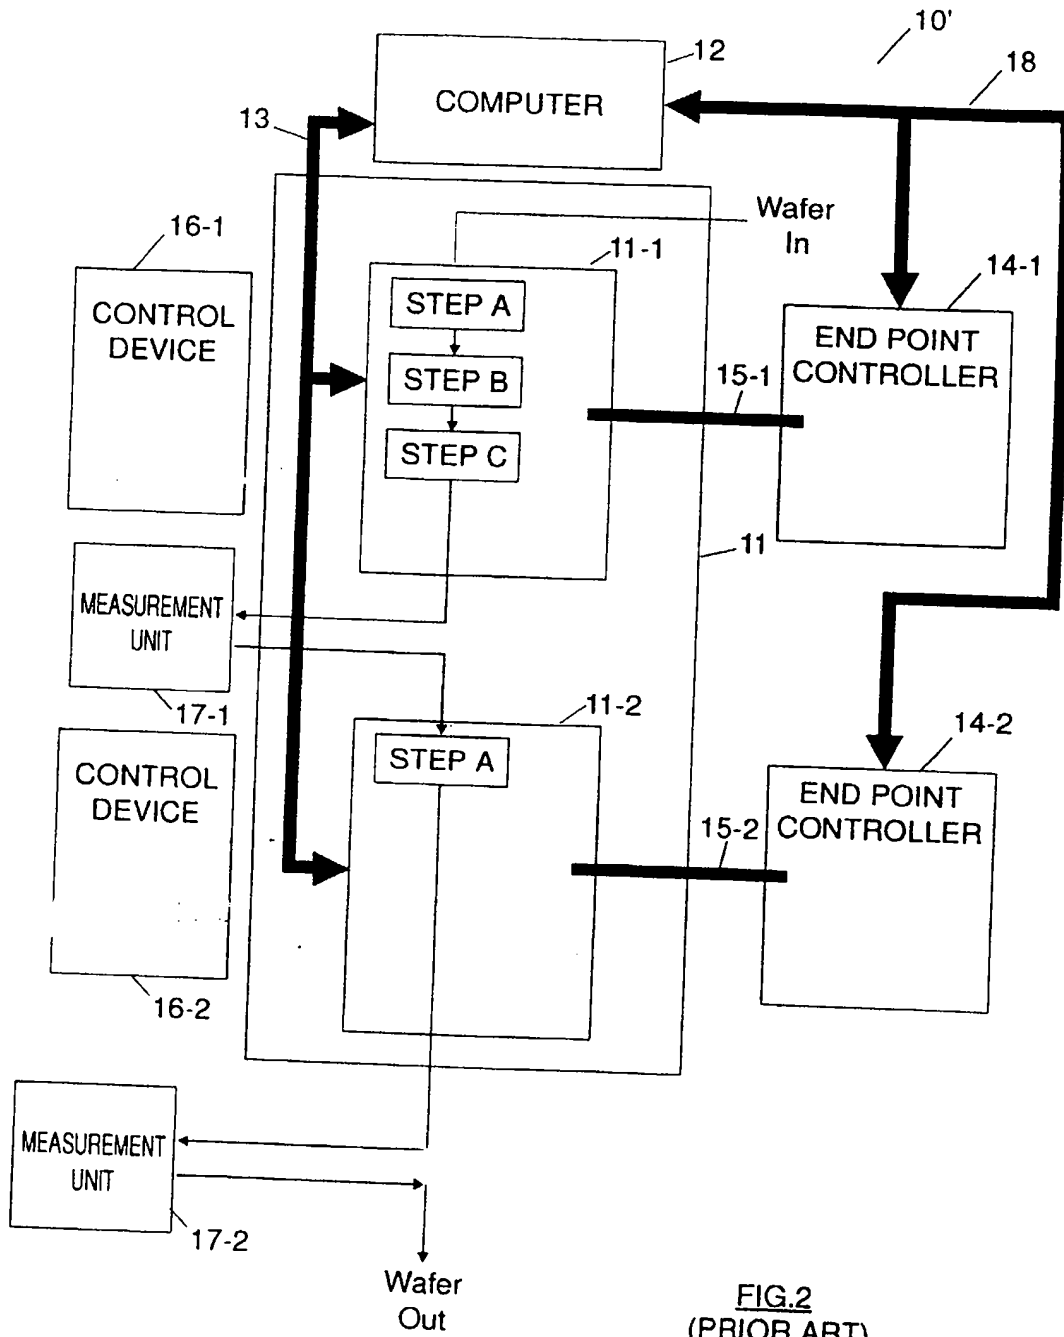 10'
12
18
COMPUTER
13
Wafer
In
16-1
11-1
14-1
CONTROL
DEVICE
STEP A
STEP B
STEP C
15-1
END POINT
CONTROLLER
11
MEASUREMENT
UNIT
17-1
11-2
14-2
CONTROL
DEVICE
STEP A
15-2
END POINT
CONTROLLER
16-2
MEASUREMENT
UNIT
17-2
Wafer
Out
FIG.2
(PRIOR ART)